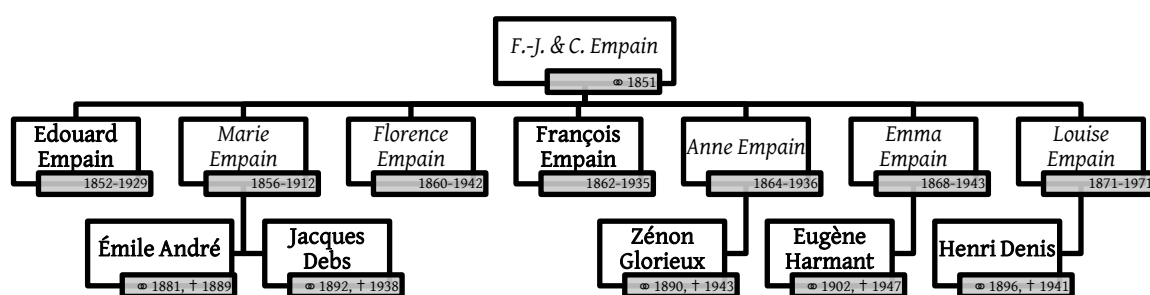 F.-J. & C. Empain
⚭ 1851
Edouard
Empain
1852-1929
Marie
Empain
1856-1912
Florence
Empain
1860-1942
François
Empain
1862-1935
Anne Empain
1864-1936
Emma
Empain
1868-1943
Louise
Empain
1871-1971
Émile André
⚭ 1881, † 1889
Jacques
Debs
⚭ 1892, † 1938
Zénon
Glorieux
⚭ 1890, † 1943
Eugène
Harmant
⚭ 1902, † 1947
Henri Denis
⚭ 1896, † 1941